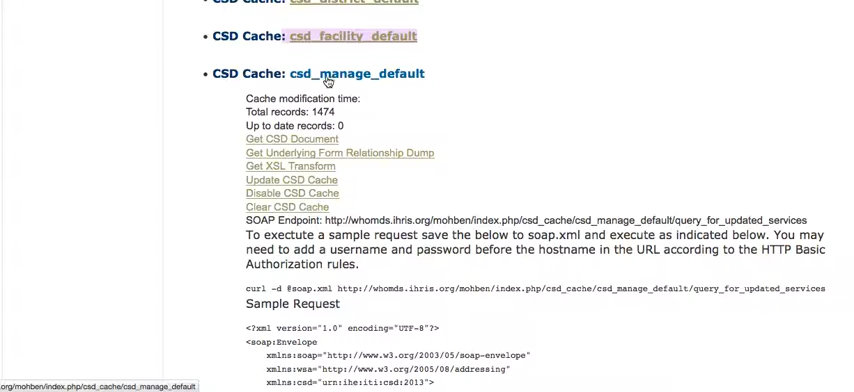 • CSD Cache: csd_district_default
• CSD Cache: csd_facility_default
• CSD Cache: csd_manage_default
Cache modification time:
Total records: 1474
Up to date records: 0
Get CSD Document
Get Underlying Form Relationship Dump
Get XSL Transform
Update CSD Cache
Disable CSD Cache
Clear CSD Cache
SOAP Endpoint: http://whomds.ihris.org/mohben/index.php/csd_cache/csd_manage_default/query_for_updated_services
To exectute a sample request save the below to soap.xml and execute as indicated below. You may
need to add a username and password before the hostname in the URL according to the HTTP Basic
Authorization rules.
curl -d @soap.xml http://whomds.ihris.org/mohben/index.php/csd_cache/csd_manage_default/query_for_updated_services
Sample Request
<?xml version="1.0" encoding="UTF-8"?>
<soap:Envelope
xmlns:soap="http://www.w3.org/2003/05/soap-envelope"
xmlns:wsa="http://www.w3.org/2005/08/addressing"
xmlns:csd="urn:ihe:iti:csd:2013">
.org/mohben/index.php/csd_cache/csd_manage_default